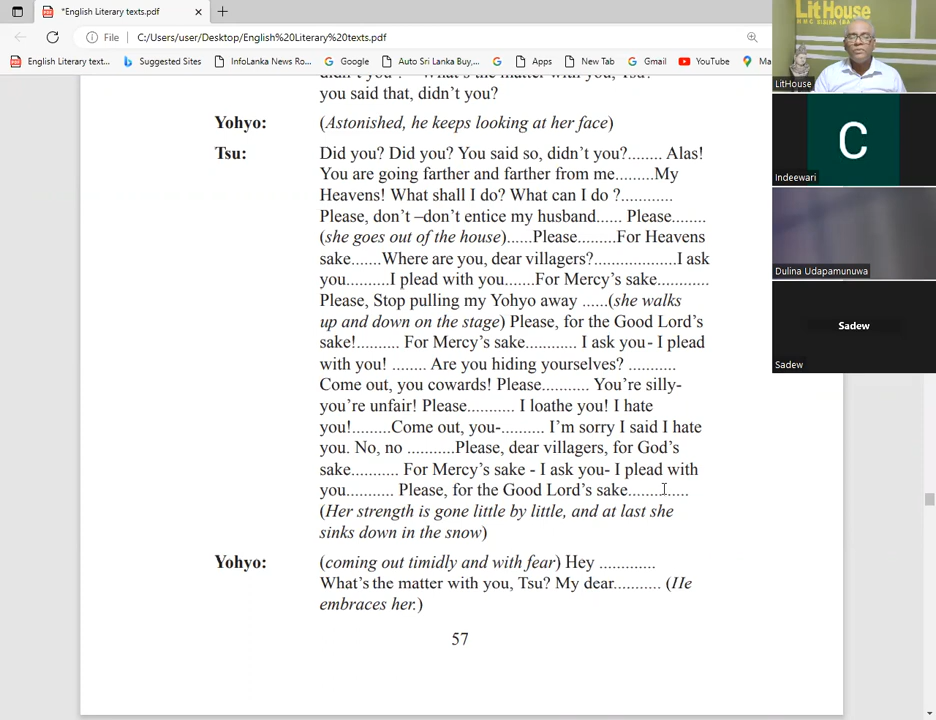 *English Literary texts.pdf
File
C:/Users/user/Desktop/English%20Literary%20texts.pdf
English Literary text...
Suggested Sites
InfoLanka News Ro...
Google
Auto Sri Lanka Buy,...
Apps
New Tab
Gmail
YouTube
Ma
LitHouse
LitHouse
C
Indeewari
Dulina Udapamunuwa
Sadew
Sadew
didn't you? What's the matter with you, Tsu?
you said that, didn't you?
Yohyo: (Astonished, he keeps looking at her face)
Tsu: Did you? Did you? You said so, didn't you?........ Alas!
You are going farther and farther from me.........My
Heavens! What shall I do? What can I do ?............
Please, don't –don't entice my husband...... Please........
(she goes out of the house)......Please.........For Heavens
sake.......Where are you, dear villagers?...................I ask
you..........I plead with you.......For Mercy's sake............
Please, Stop pulling my Yohyo away ......(she walks
up and down on the stage) Please, for the Good Lord's
sake!.......... For Mercy's sake............ I ask you- I plead
with you! ........ Are you hiding yourselves? ...........
Come out, you cowards! Please........... You're silly-
you're unfair! Please........... I loathe you! I hate
you!.........Come out, you-.......... I'm sorry I said I hate
you. No, no ...........Please, dear villagers, for God's
sake........... For Mercy's sake - I ask you- I plead with
you........... Please, for the Good Lord's sake..............
(Her strength is gone little by little, and at last she
sinks down in the snow)
Yohyo: (coming out timidly and with fear) Hey .............
What's the matter with you, Tsu? My dear........... (He
embraces her.)
57